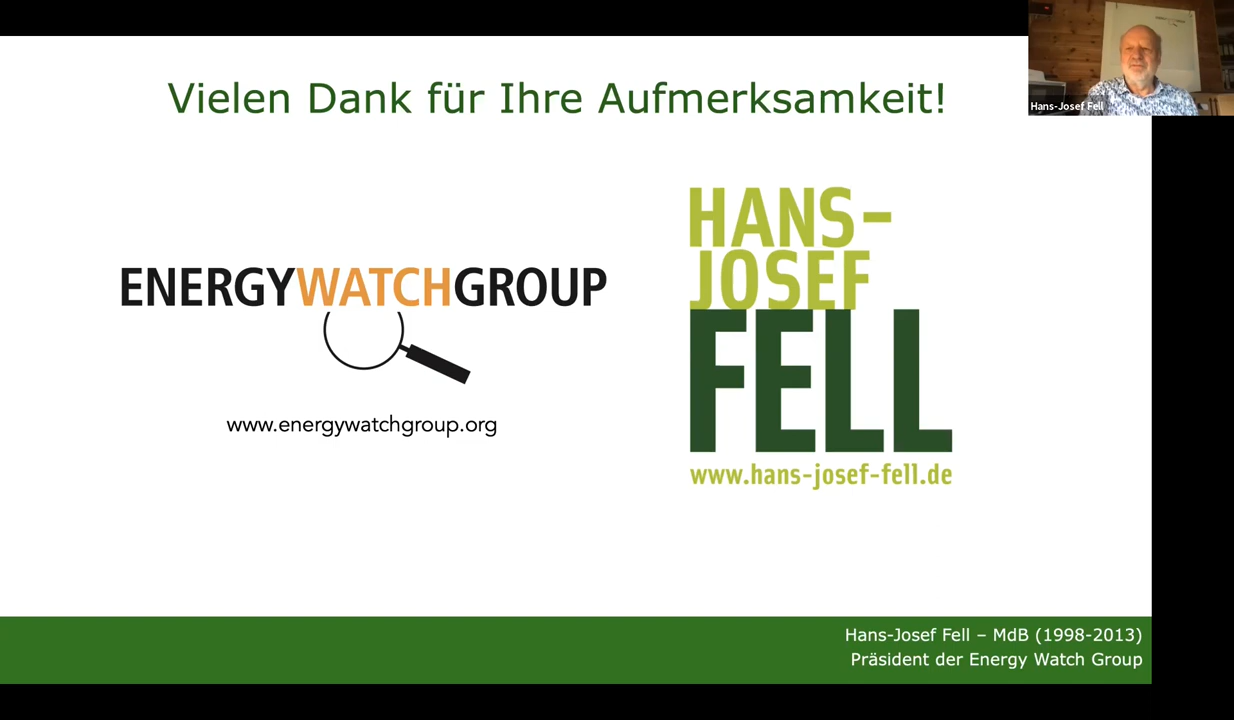 Vielen Dank für Ihre Aufmerksamkeit!
Hans-Josef Fell
ENERGYWATCHGROUP
www.energywatchgroup.org
HANS-
JOSEF
FELL
www.hans-josef-fell.de
Hans-Josef Fell – MdB (1998-2013)
Präsident der Energy Watch Group